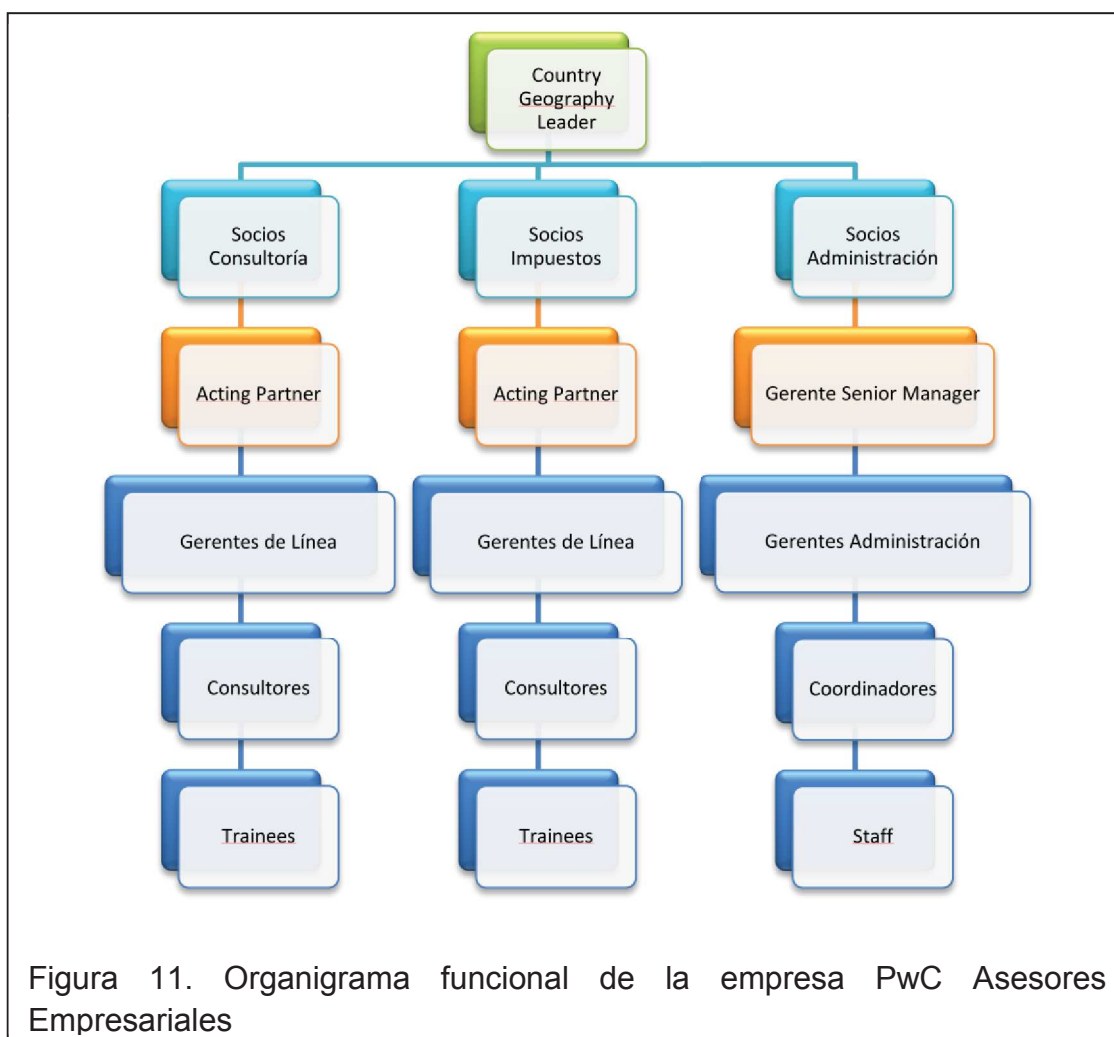 Country
Geography
Leader
Socios
Consultoría
Socios
Impuestos
Socios
Administración
Acting Partner
Acting Partner
Gerente Senior Manager
Gerentes de Línea
Gerentes de Línea
Gerentes Administración
Consultores
Consultores
Coordinadores
Trainees
Trainees
Staff
Figura 11. Organigrama funcional de la empresa PwC Asesores
Empresariales